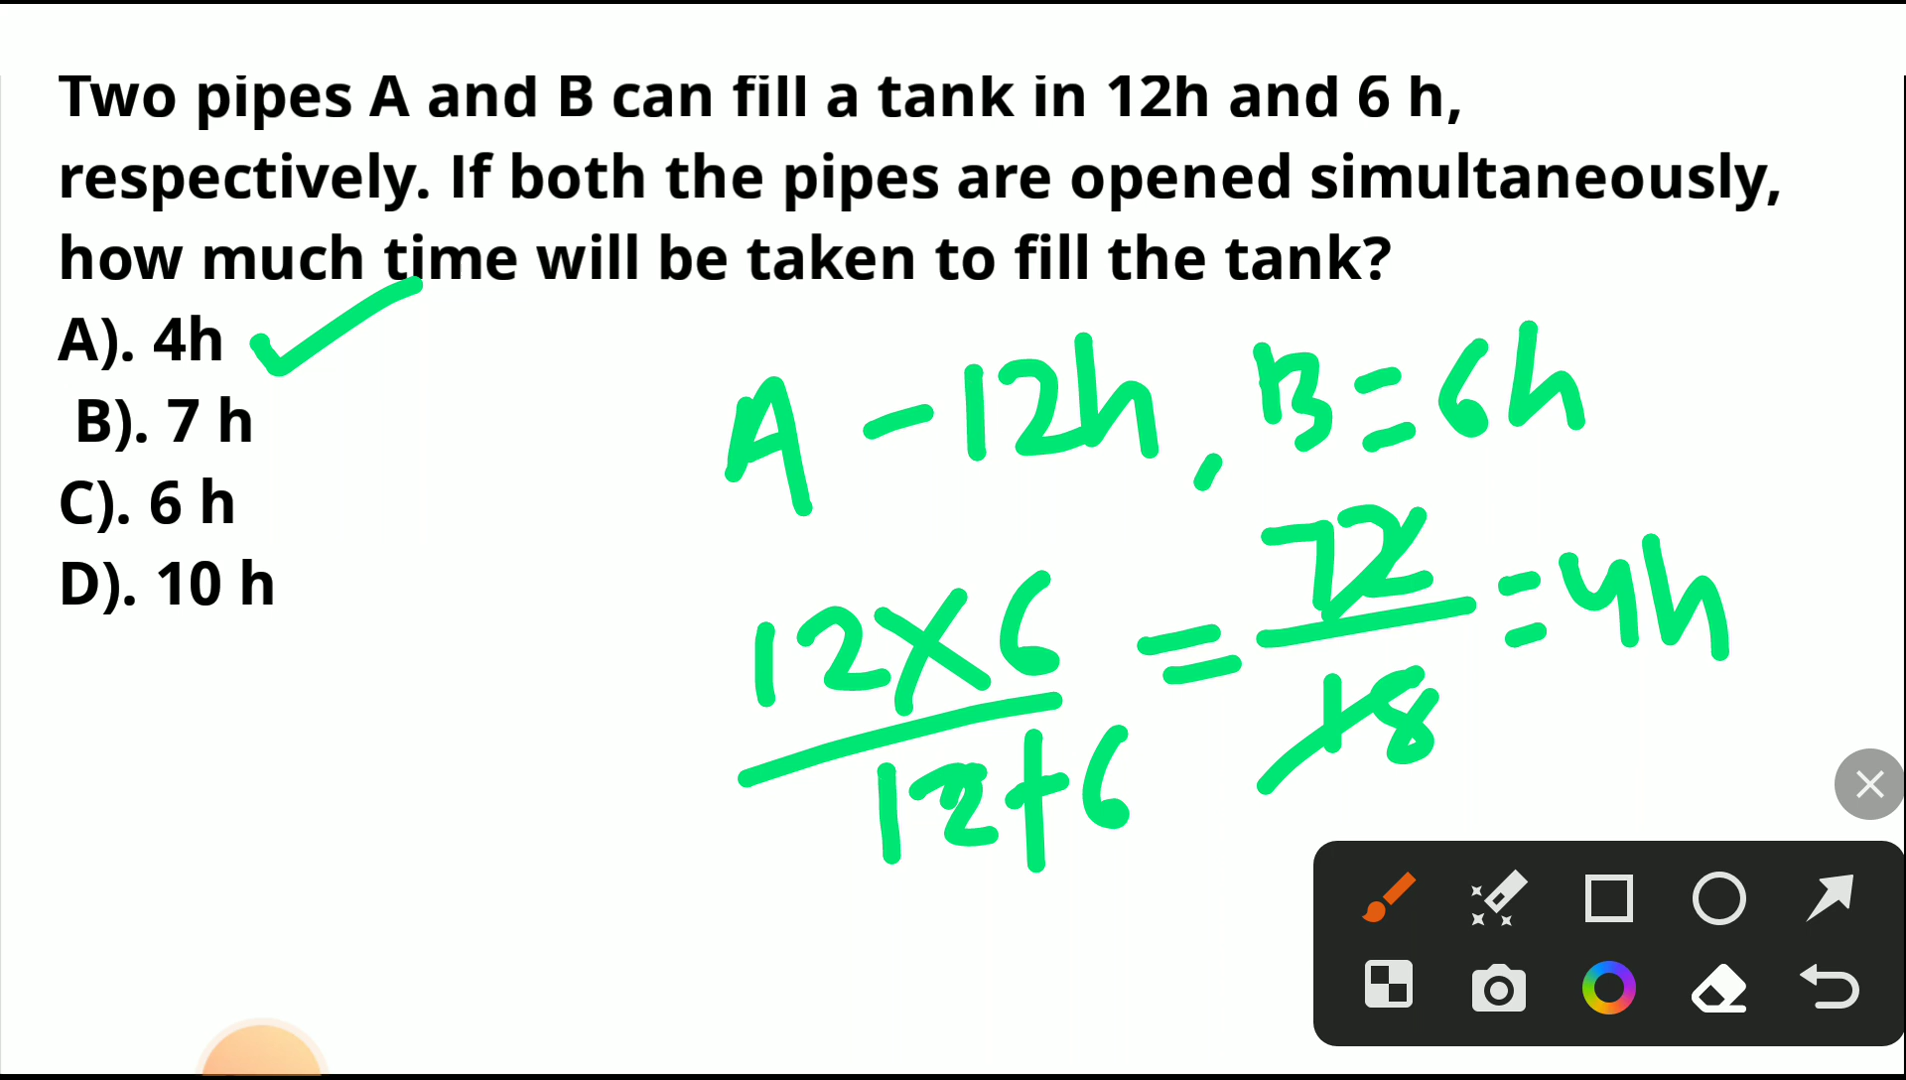 Two pipes A and B can fill a tank in 12h and 6 h,
respectively. If both the pipes are opened simultaneously,
how much time will be taken to fill the tank?
A). 4h
B). 7 h
C). 6 h
D). 10 h
A - 12h, B = 6h
12 X 6 = 72 = 4h
12+6 18